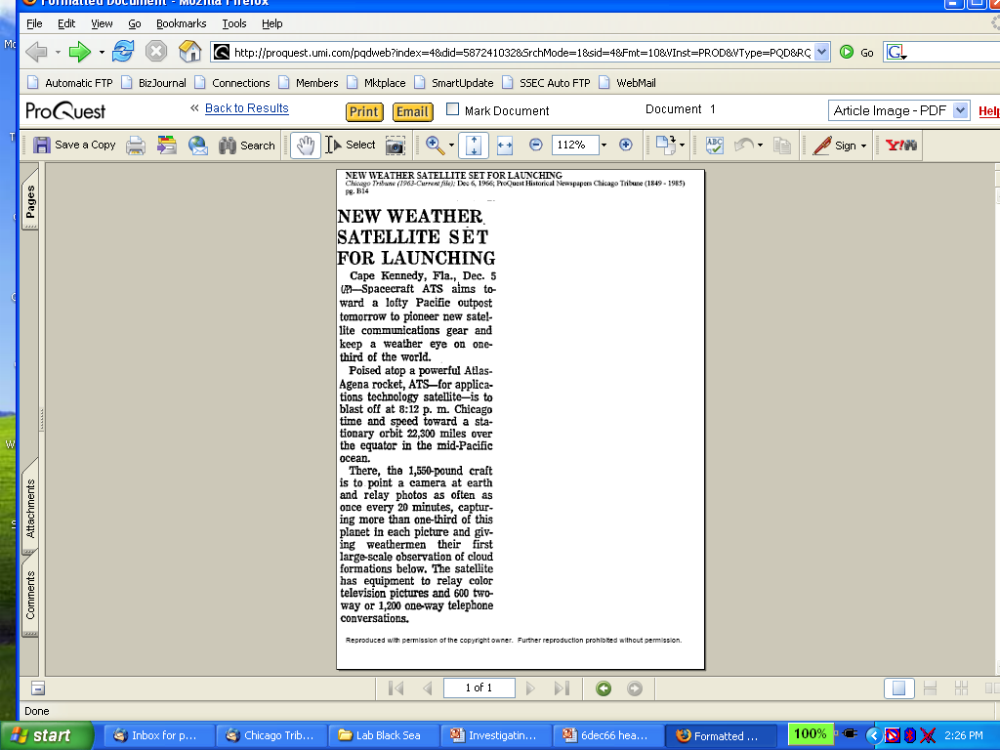 Formatted Document - Mozilla Firefox
File Edit View Go Bookmarks Tools Help
http://proquest.umi.com/pqdweb?index=4&did=587241032&SrchMode=1&sid=4&Fmt=10&VInst=PROD&VType=PQD&RQ
Go
Automatic FTP BizJournal Connections Members Mktplace SmartUpdate SSEC Auto FTP WebMail
ProQuest « Back to Results Print Email Mark Document Document 1 Article Image - PDF Help
Save a Copy Search Select 112% Sign Y!
Pages
Attachments
Comments
NEW WEATHER SATELLITE SET FOR LAUNCHING
Chicago Tribune (1963-Current file); Dec 6, 1966; ProQuest Historical Newspapers Chicago Tribune (1849 - 1985)
pg. B14
NEW WEATHER
SATELLITE SET
FOR LAUNCHING
Cape Kennedy, Fla., Dec. 5
(AP)—Spacecraft ATS aims to-
ward a lofty Pacific outpost
tomorrow to pioneer new satel-
lite communications gear and
keep a weather eye on one-
third of the world.
Poised atop a powerful Atlas-
Agena rocket, ATS—for applica-
tions technology satellite—is to
blast off at 8:12 p. m. Chicago
time and speed toward a sta-
tionary orbit 22,300 miles over
the equator in the mid-Pacific
ocean.
There, the 1,550-pound craft
is to point a camera at earth
and relay photos as often as
once every 20 minutes, captur-
ing more than one-third of this
planet in each picture and giv-
ing weathermen their first
large-scale observation of cloud
formations below. The satellite
has equipment to relay color
television pictures and 600 two-
way or 1,200 one-way telephone
conversations.
Reproduced with permission of the copyright owner. Further reproduction prohibited without permission.
1 of 1
Done
start Inbox for p... Chicago Trib... Lab Black Sea Investigatin... 6dec66 hea... Formatted ... 100% 2:26 PM